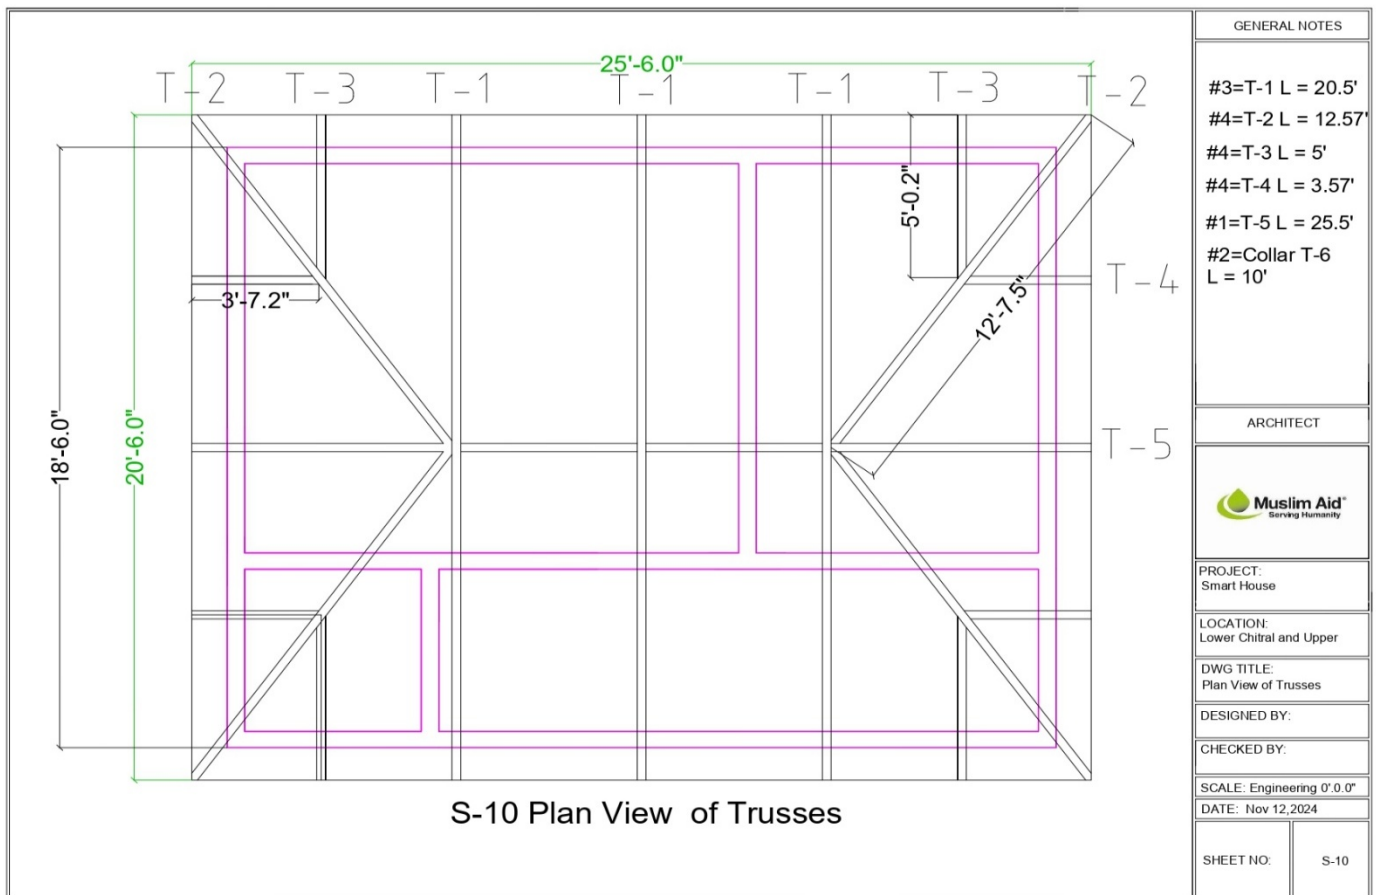 25'-6.0"
T-2
T-3
T-1
T-1
T-1
T-3
T-2
5'-0.2"
3'-7.2"
12'-7.5"
T-4
18'-6.0"
20'-6.0"
T-5
S-10 Plan View of Trusses
GENERAL NOTES
#3=T-1 L = 20.5'
#4=T-2 L = 12.57'
#4=T-3 L = 5'
#4=T-4 L = 3.57'
#1=T-5 L = 25.5'
#2=Collar T-6
L = 10'
ARCHITECT
Muslim Aid®
Serving Humanity
PROJECT:
Smart House
LOCATION:
Lower Chitral and Upper
DWG TITLE:
Plan View of Trusses
DESIGNED BY:
CHECKED BY:
SCALE: Engineering 0'.0.0"
DATE: Nov 12,2024
SHEET NO: S-10